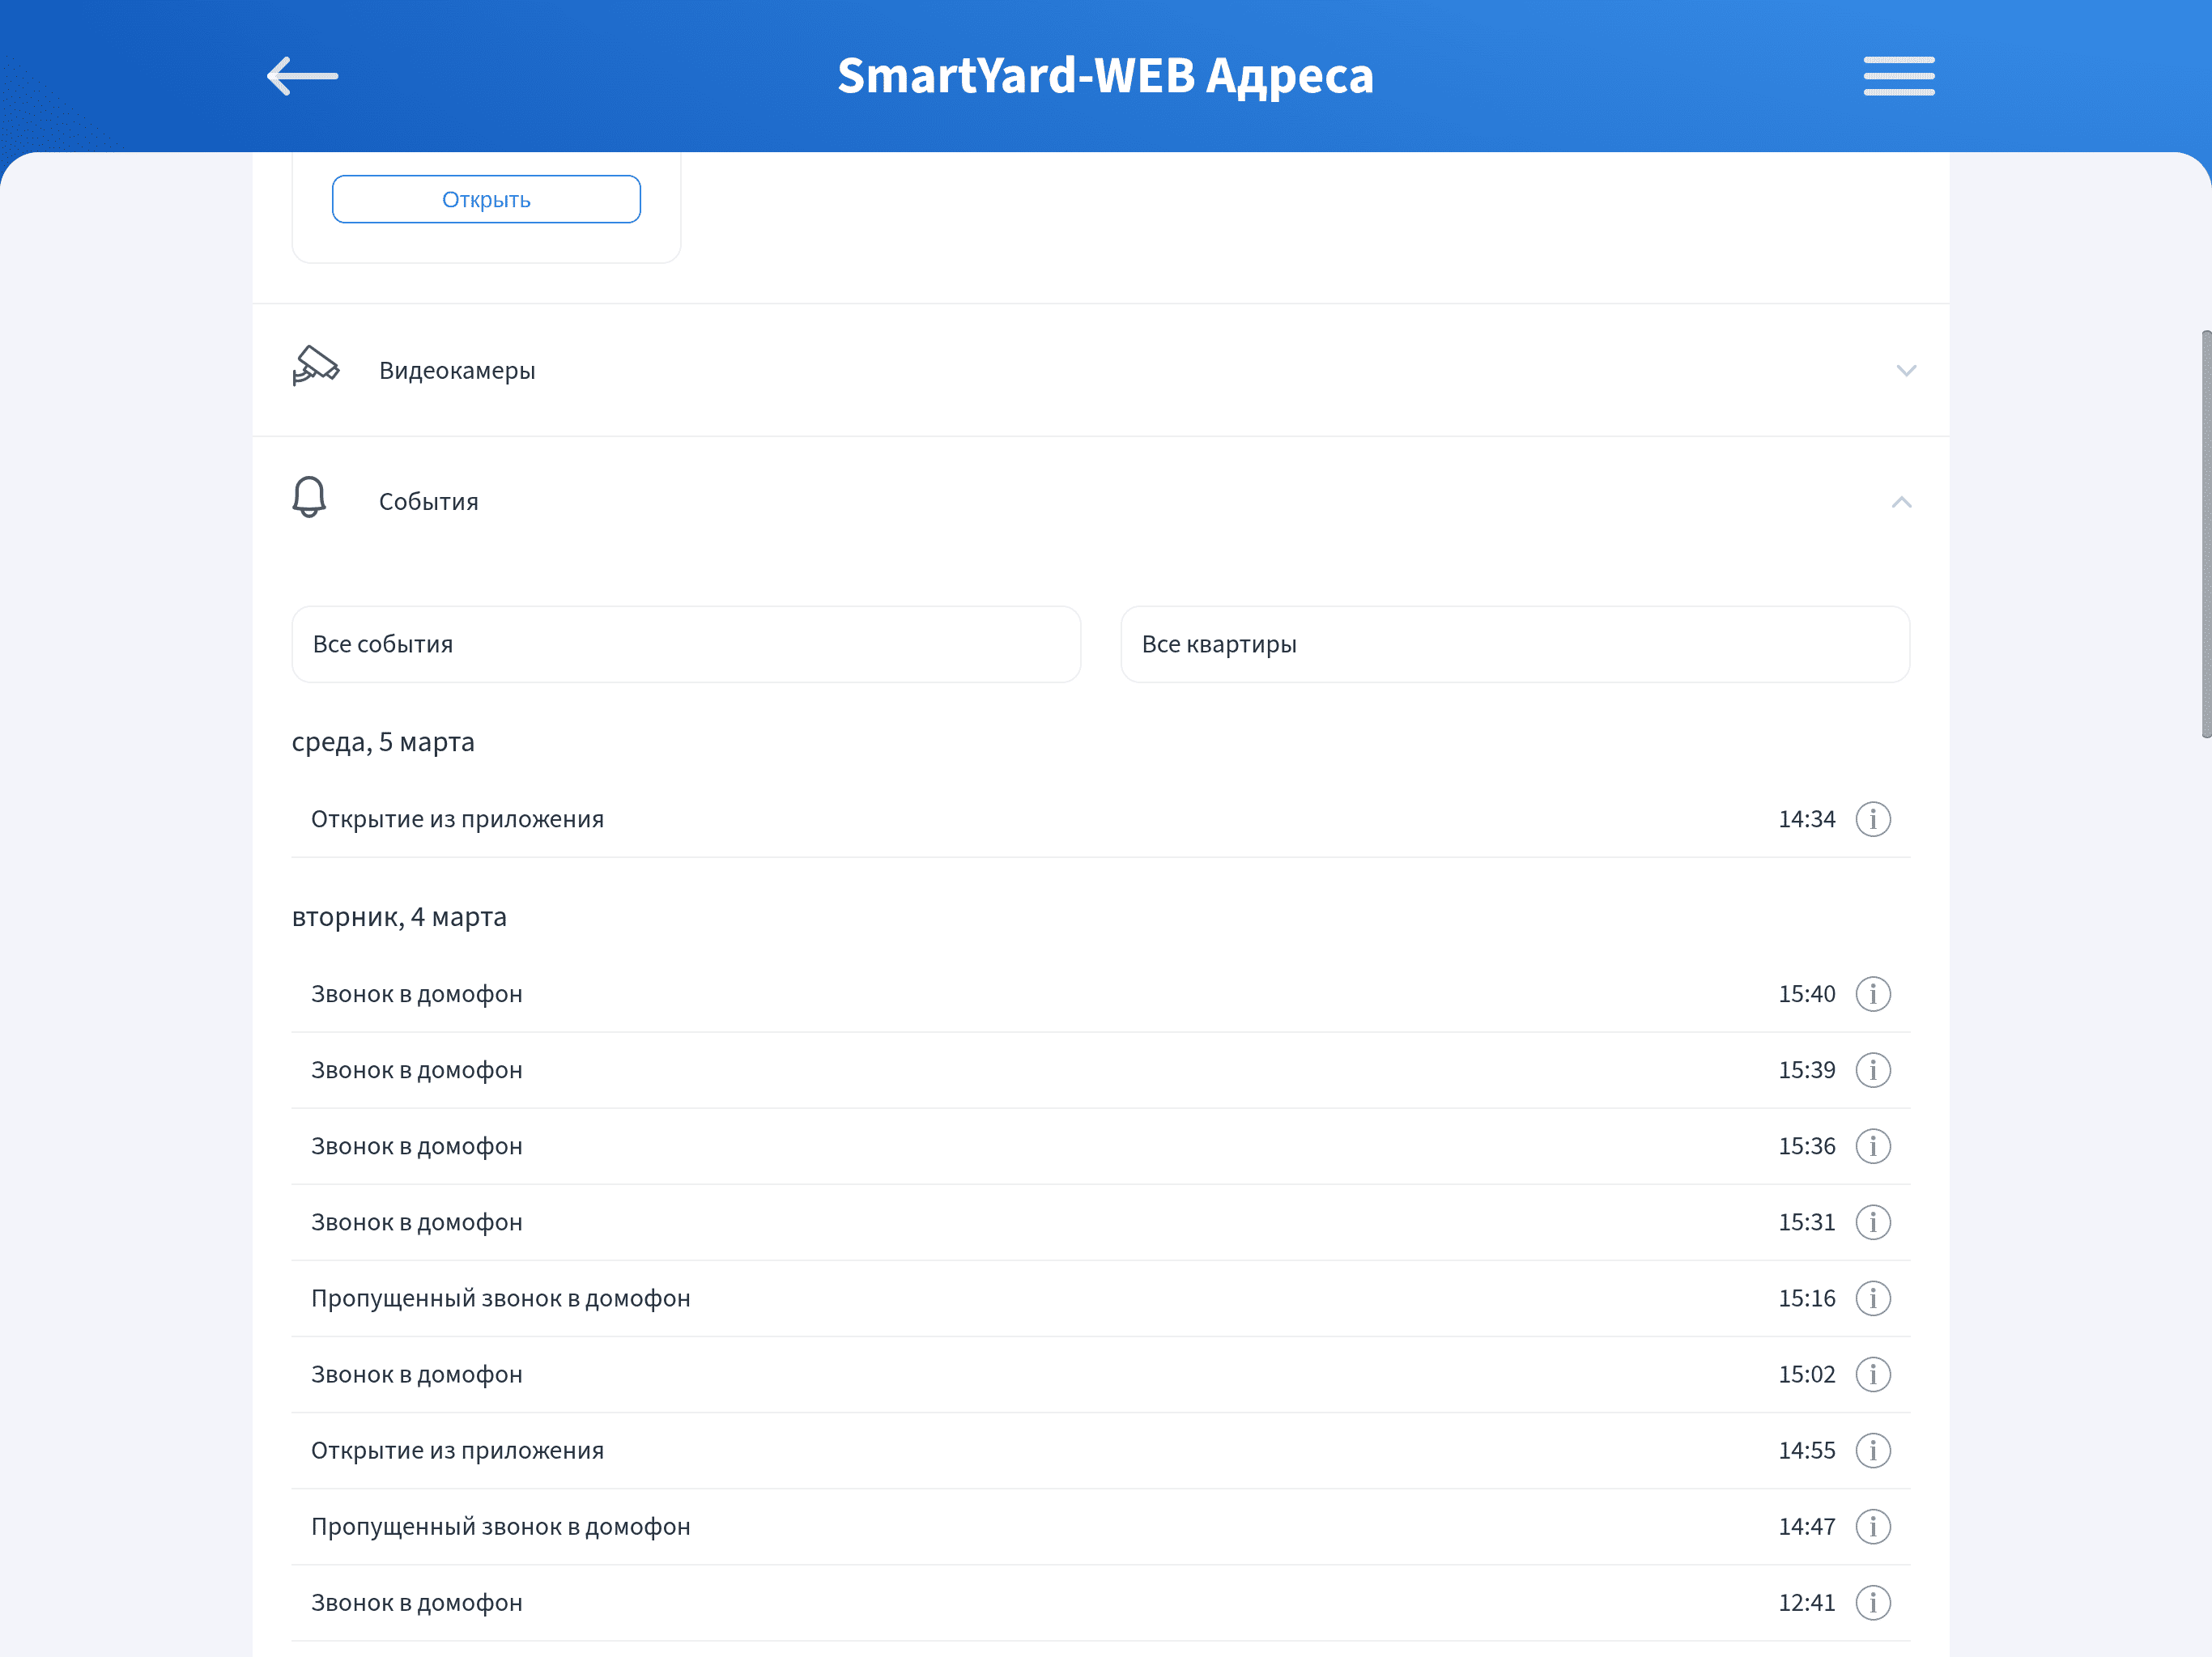 SmartYard-WEB Адреса
Открыть
Видеокамеры
События
Все события
Все квартиры
среда, 5 марта
Открытие из приложения 14:34
вторник, 4 марта
Звонок в домофон 15:40
Звонок в домофон 15:39
Звонок в домофон 15:36
Звонок в домофон 15:31
Пропущенный звонок в домофон 15:16
Звонок в домофон 15:02
Открытие из приложения 14:55
Пропущенный звонок в домофон 14:47
Звонок в домофон 12:41